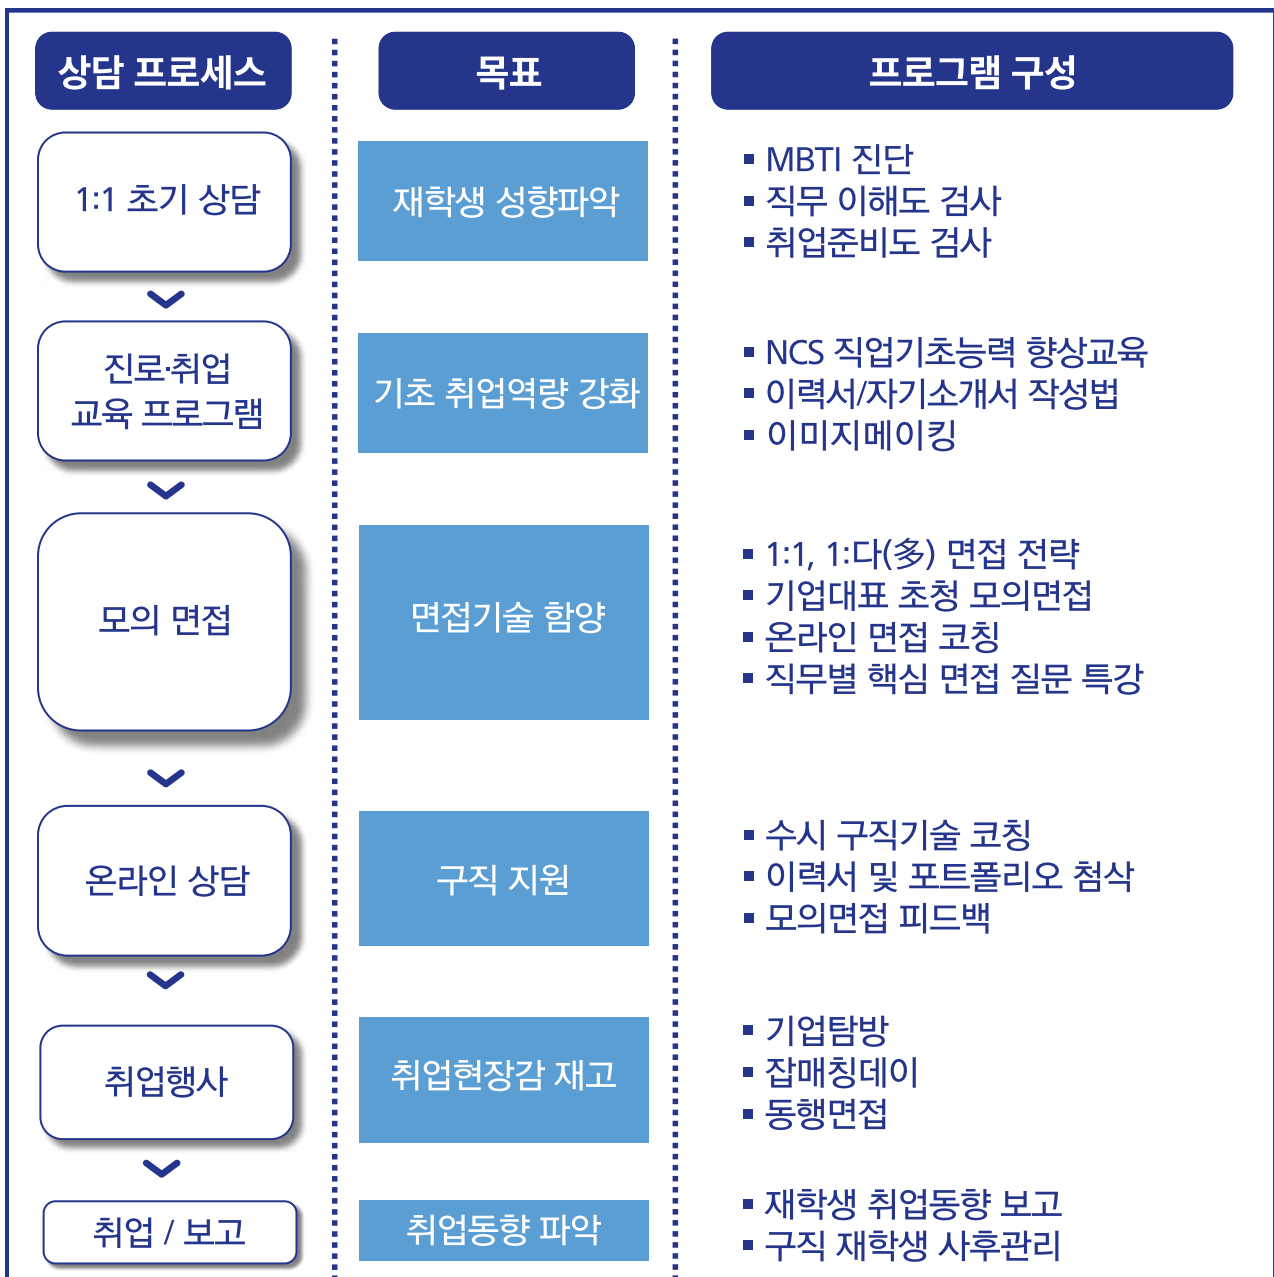 상담 프로세스
목표
프로그램 구성
1:1 초기 상담
재학생 성향파악
▪ MBTI 진단
▪ 직무 이해도 검사
▪ 취업준비도 검사
진로·취업
교육 프로그램
기초 취업역량 강화
▪ NCS 직업기초능력 향상교육
▪ 이력서/자기소개서 작성법
▪ 이미지메이킹
모의 면접
면접기술 함양
▪ 1:1, 1:다(多) 면접 전략
▪ 기업대표 초청 모의면접
▪ 온라인 면접 코칭
▪ 직무별 핵심 면접 질문 특강
온라인 상담
구직 지원
▪ 수시 구직기술 코칭
▪ 이력서 및 포트폴리오 첨삭
▪ 모의면접 피드백
취업행사
취업현장감 재고
▪ 기업탐방
▪ 잡매칭데이
▪ 동행면접
취업 / 보고
취업동향 파악
▪ 재학생 취업동향 보고
▪ 구직 재학생 사후관리